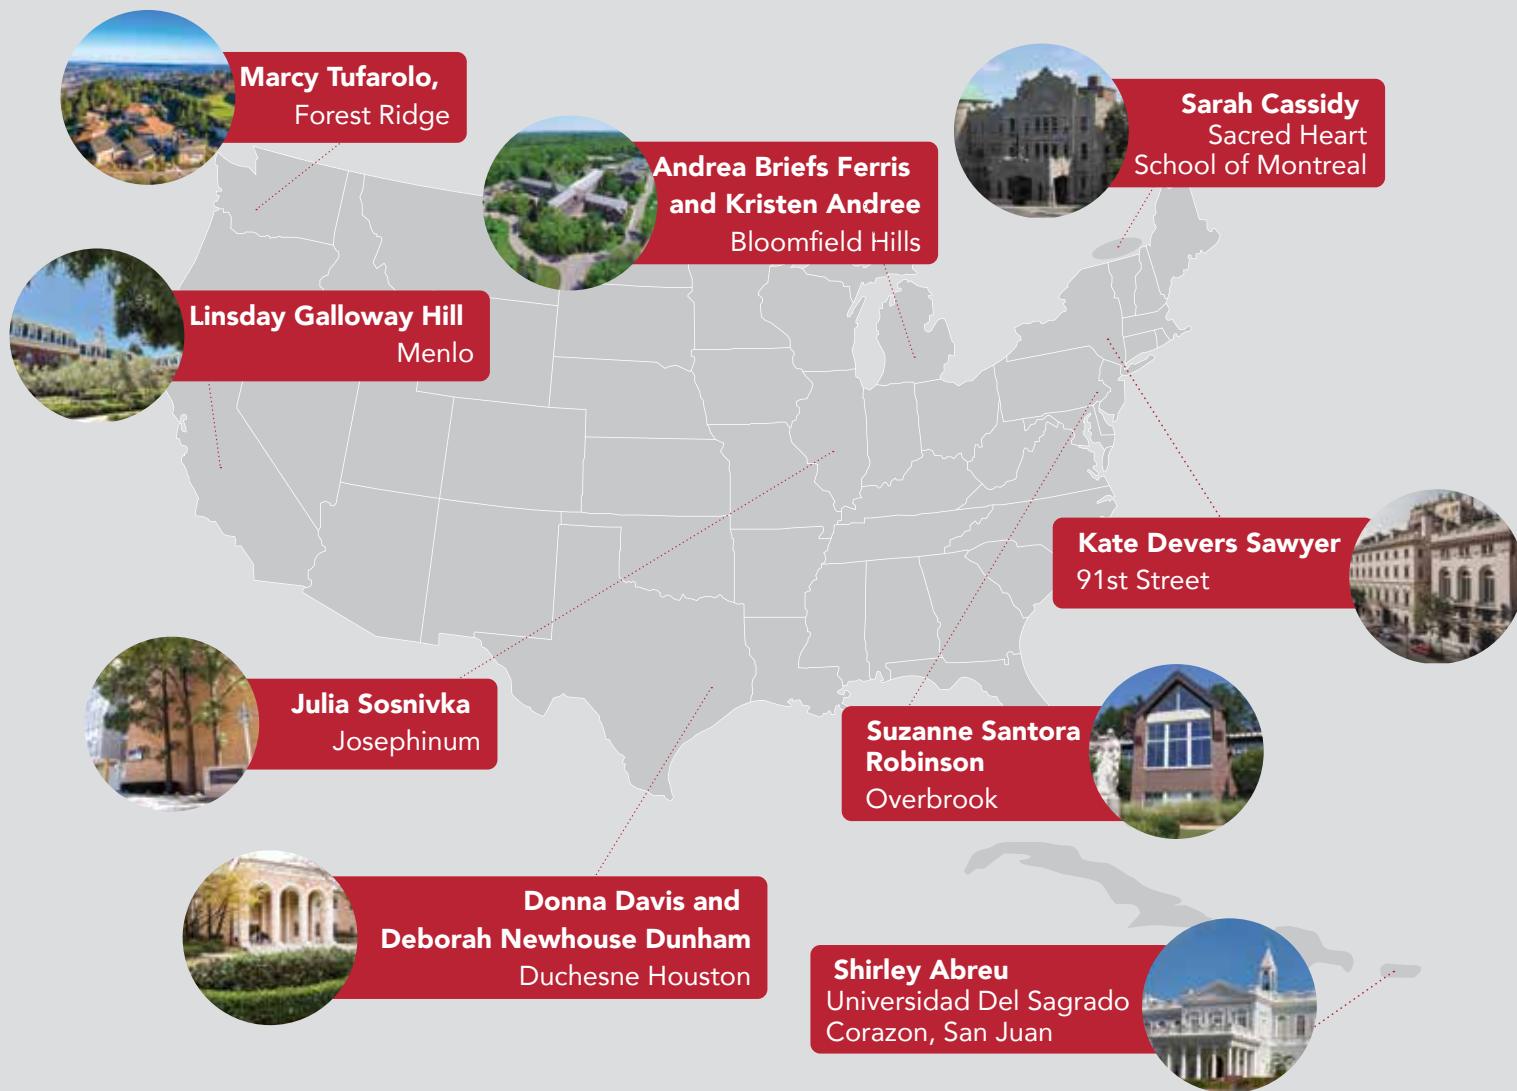 Marcy Tufarolo,
Forest Ridge
Andrea Briefs Ferris
and Kristen Andree
Bloomfield Hills
Sarah Cassidy
Sacred Heart
School of Montreal
Linsday Galloway Hill
Menlo
Kate Devers Sawyer
91st Street
Julia Sosnivka
Josephinum
Suzanne Santora
Robinson
Overbrook
Donna Davis and
Deborah Newhouse Dunham
Duchesne Houston
Shirley Abreu
Universidad Del Sagrado
Corazon, San Juan